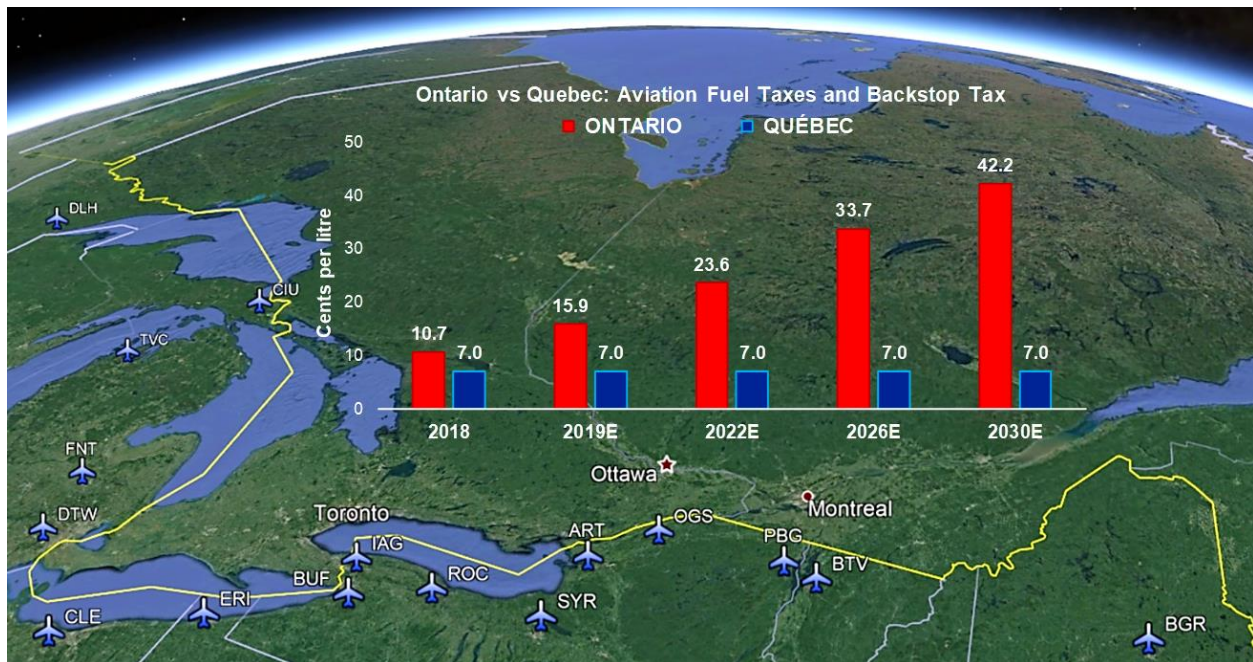 Ontario vs Quebec: Aviation Fuel Taxes and Backstop Tax
ONTARIO QUÉBEC
Cents per litre
50
40
30
20
10
0
10.7 7.0
15.9 7.0
23.6 7.0
33.7 7.0
42.2 7.0
2018 2019E 2022E 2026E 2030E
DLH
CIU
TVC
FNT
DTW
CLE
ERI
BUF
Toronto
IAG
ROC
SYR
ART
OGS
Ottawa
Montreal
PBG
BTV
BGR